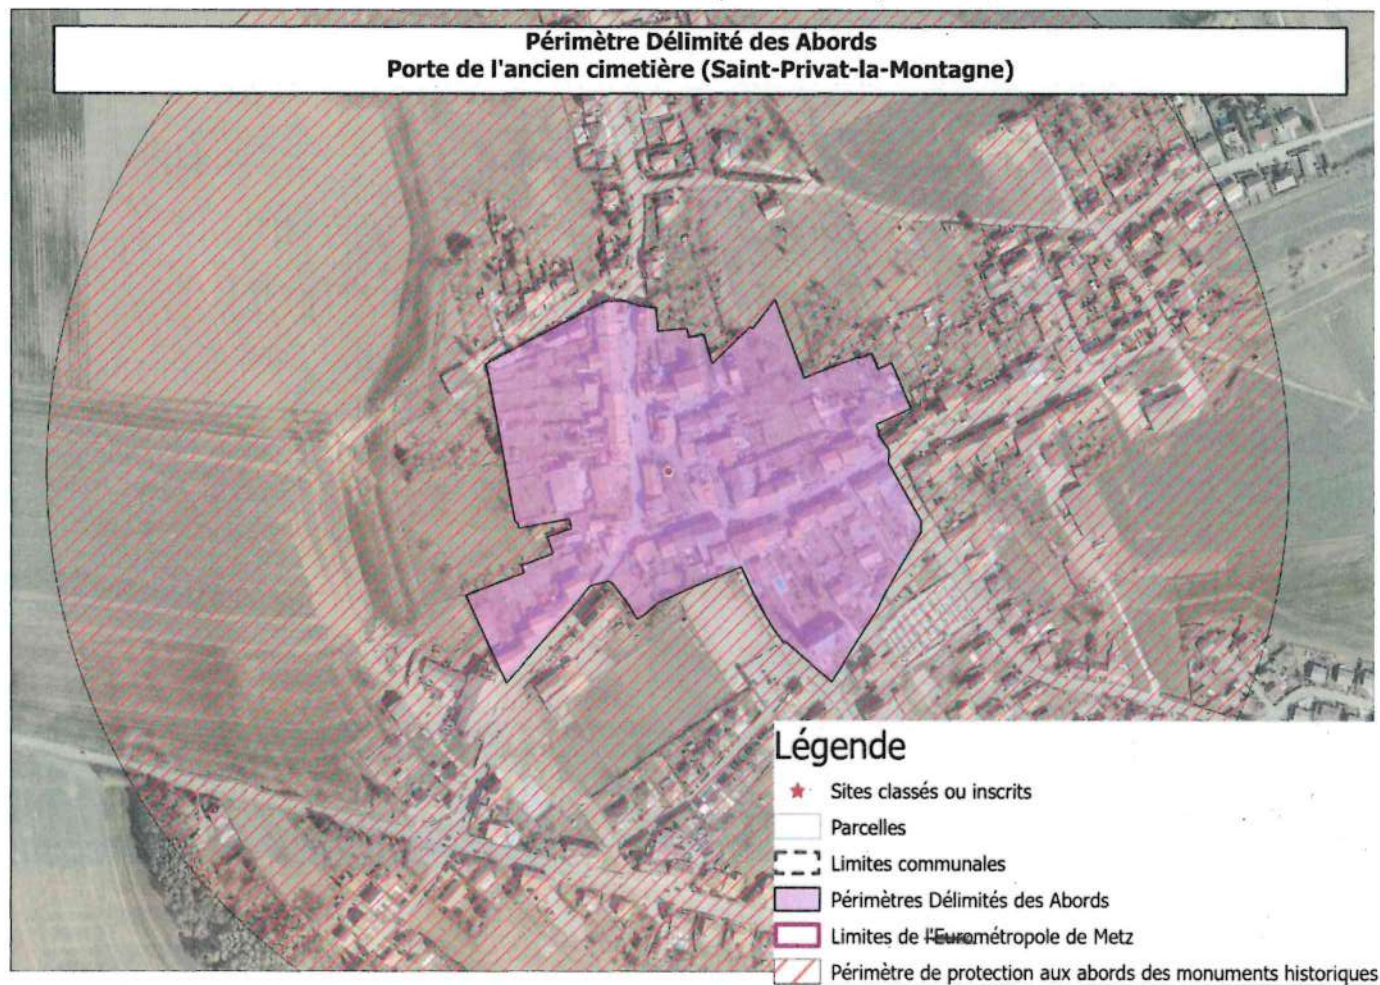 Périmètre Délimité des Abords
Porte de l'ancien cimetière (Saint-Privat-la-Montagne)
Légende
Sites classés ou inscrits
Parcelles
Limites communales
Périmètres Délimités des Abords
Limites de l'Eurométropole de Metz
Périmètre de protection aux abords des monuments historiques